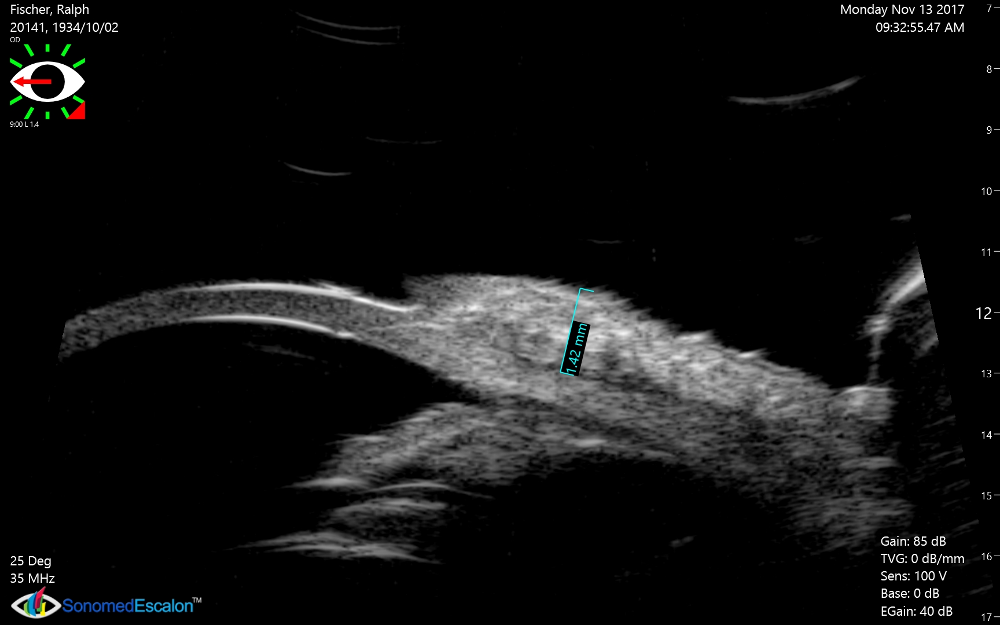 Fischer, Ralph
20141, 1934/10/02
OD
9:00 L 1.4
Monday Nov 13 2017
09:32:55.47 AM
7
8
9
10
11
12
13
14
15
16
17
1.42 mm
25 Deg
35 MHz
SonomedEscalon™
Gain: 85 dB
TVG: 0 dB/mm
Sens: 100 V
Base: 0 dB
EGain: 40 dB